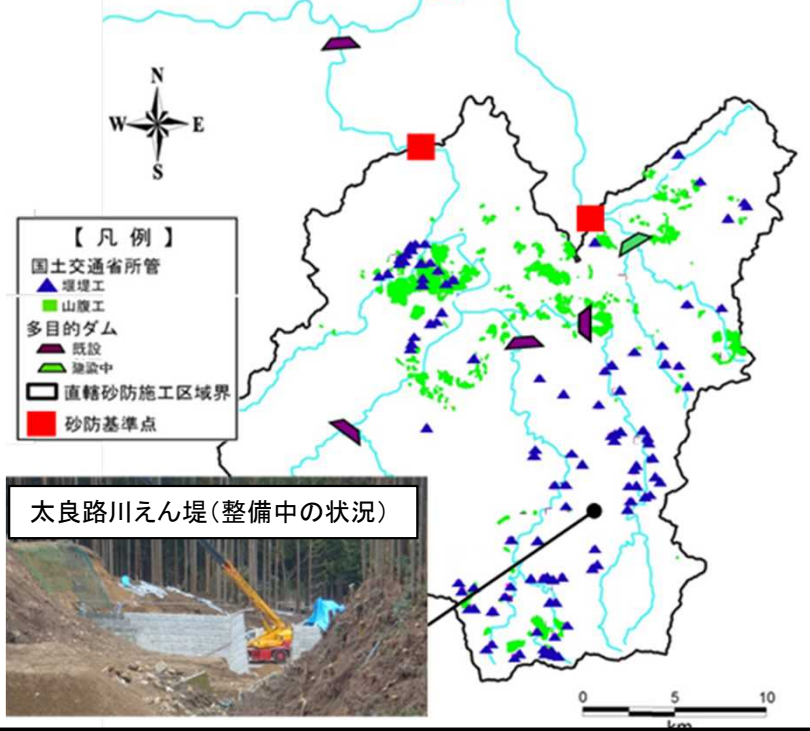 N
W E
S
【 凡 例 】
国土交通省所管
堰堤工
山腹工
多目的ダム
既設
建設中
直轄砂防施工区域界
砂防基準点
太良路川えん堤(整備中の状況)
0 5 10
km